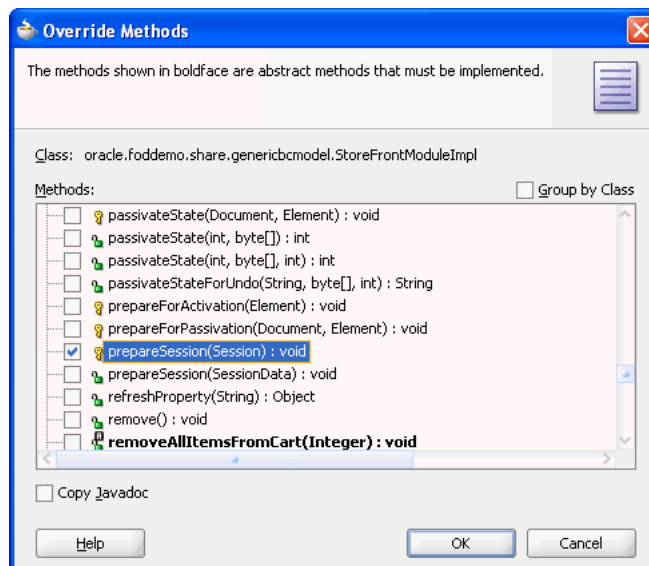 Override Methods
The methods shown in boldface are abstract methods that must be implemented.
Class: oracle.foddemo.share.genericbcmodel.StoreFrontModuleImpl
Methods:
Group by Class
passivateState(Document, Element) : void
passivateState(int, byte[]) : int
passivateState(int, byte[], int) : int
passivateStateForUndo(String, byte[], int) : String
prepareForActivation(Element) : void
prepareForPassivation(Document, Element) : void
prepareSession(Session) : void
prepareSession(SessionData) : void
refreshProperty(String) : Object
remove() : void
removeAllItemsFromCart(Integer) : void
Copy Javadoc
Help
OK
Cancel